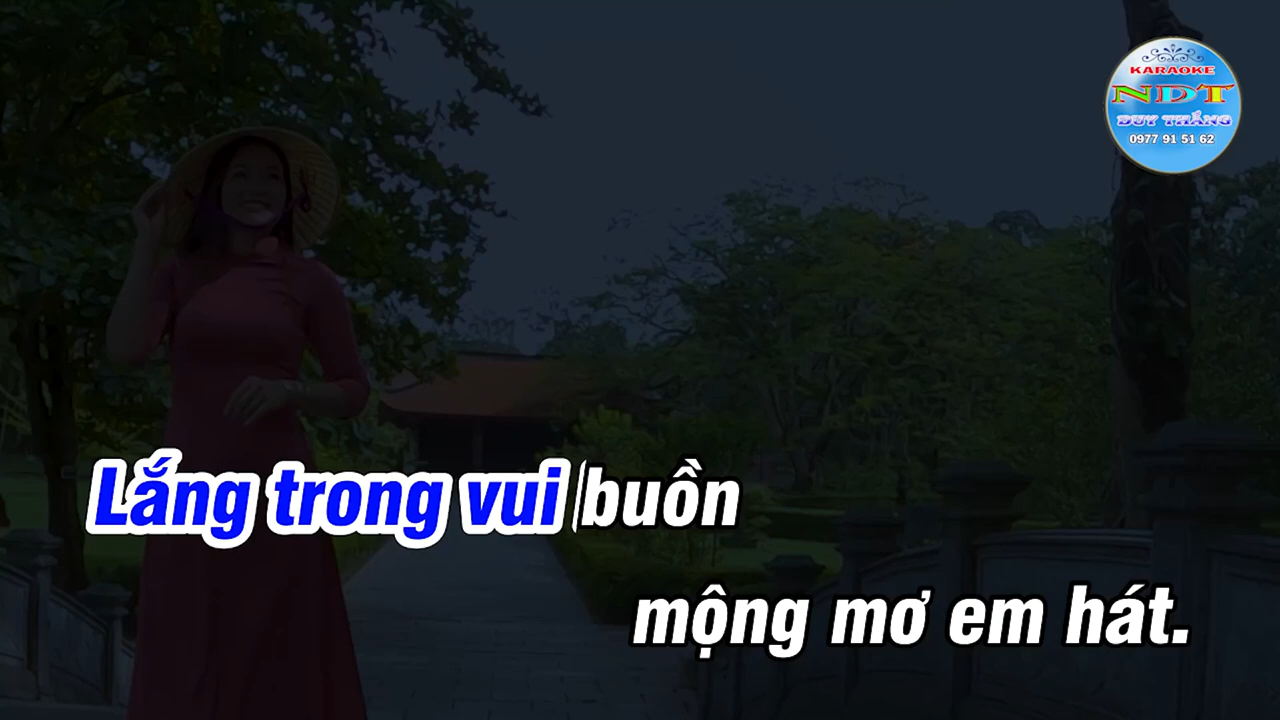 KARAOKE
NDT
DUY THẮNG
0977 91 51 62
Lắng trong vui buồn
mộng mơ em hát.